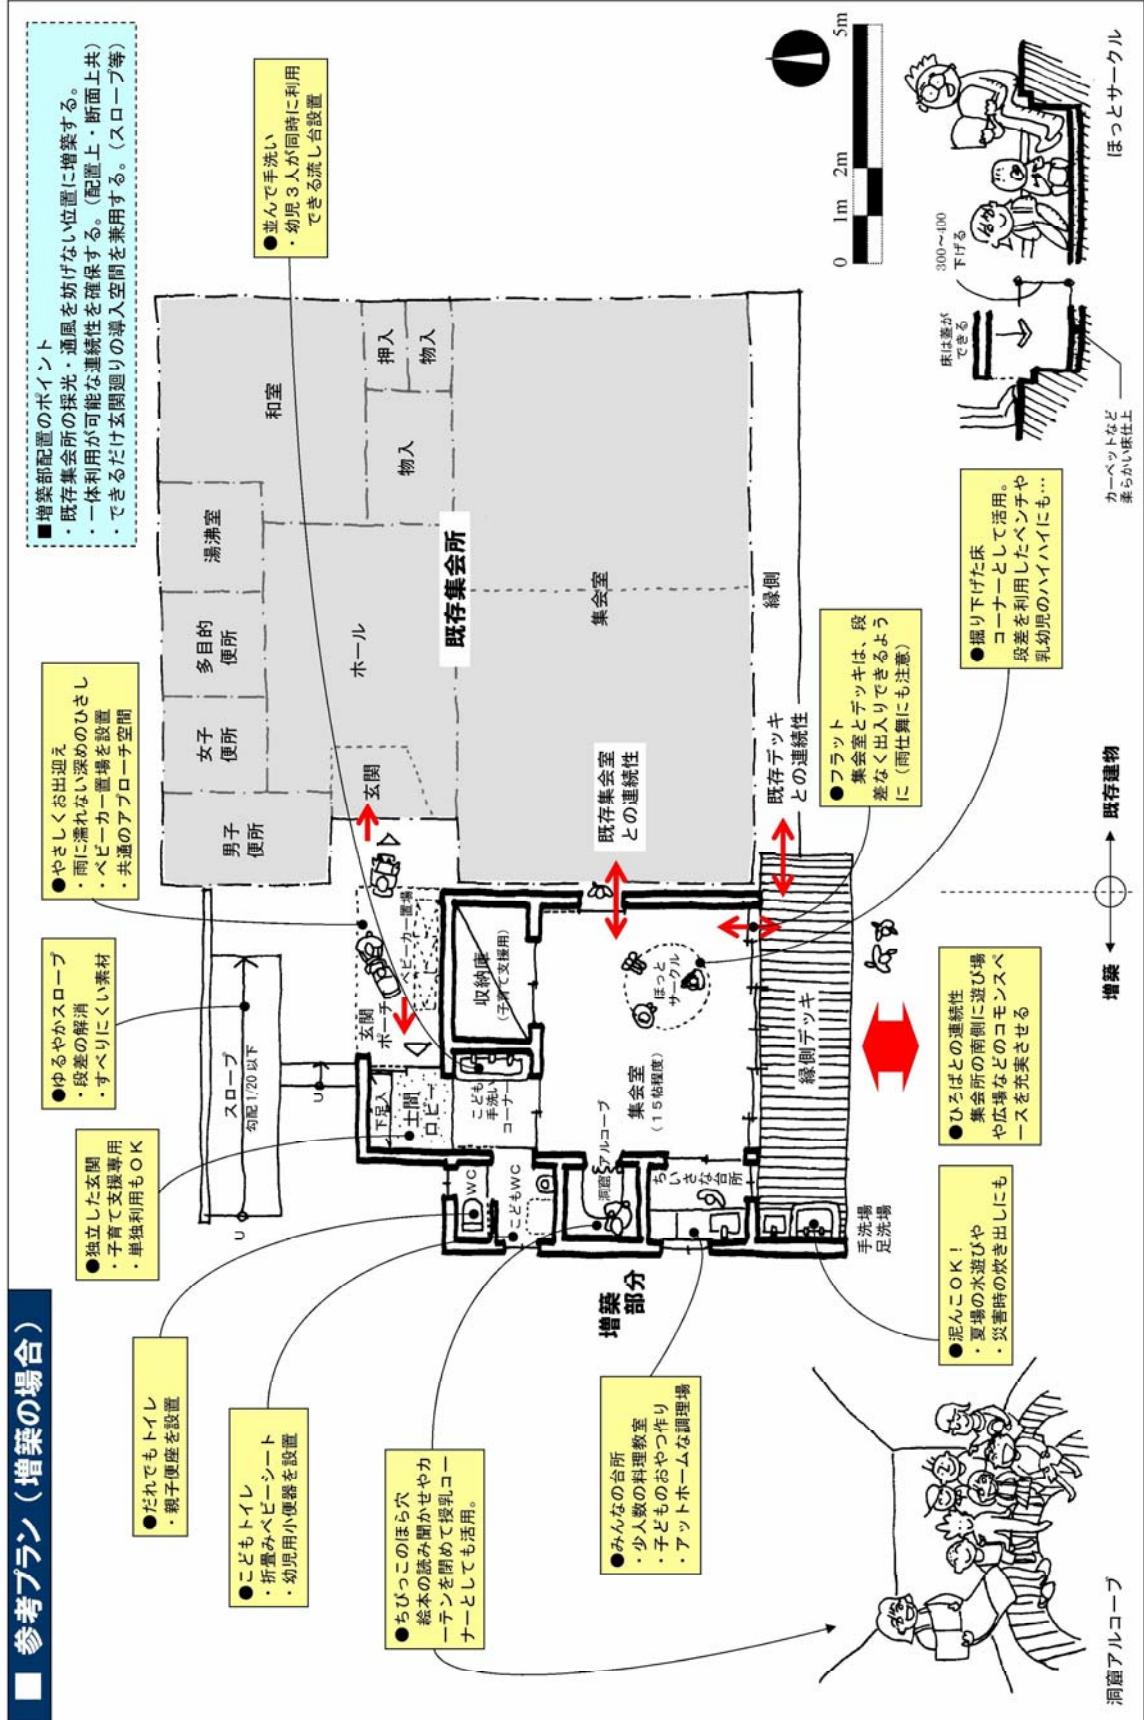 ■ 参考プラン（増築の場合）
■増築部配置のポイント
・既存集会所の採光・通風を妨げない位置に増築する。
・一体利用が可能な連続性を確保する。（配置上・断面上共）
・できるだけ玄関廻りの導入空間を兼用する。（スロープ等）
●だれでもトイレ
・親子便座を設置
●独立した玄関
・子育て支援専用
・単独利用もOK
●ゆるやかスロープ
・段差の解消
・すべりにくい素材
●やさしくお出迎え
・雨に濡れない深めのひさし
・ベビーカー置場を設置
・共通のアプローチ空間
●並んで手洗い
・幼児3人が同時に利用
できる流し台設置
●こどもトイレ
・折畳みベビーシート
・幼児用小便器を設置
●ちびっこのほら穴
絵本の読み聞かせやカ
ーテンを閉めて授乳コー
ナーとしても活用。
●みんなの台所
・少人数の料理教室
・子どものおやつ作り
・アットホームな調理場
●泥んこOK！
・夏場の水遊びや
・災害時の炊き出しにも
●ひろばとの連続性
集会所の南側に遊び場
や広場などのコモンスペ
ースを充実させる
●フラット
集会室とデッキは、段
差なく出入りできるよう
に（雨仕舞にも注意）
●掘り下げた床
コーナーとして活用。
段差を利用したベンチや
乳幼児のハイハイにも…
スロープ
勾配1/20以下
U
U
男子
便所
女子
便所
多目的
便所
湯沸室
和室
押入
物入
物入
ホール
玄関
既存集会所
集会室
縁側
玄関
ポーチ
ベビーカー置場
下足入
土間
ロビー
収納庫
（子育て支援用）
こども
手洗い
コーナー
WC
こどもWC
洞窟アルコーブ
集会室
（15帖程度）
ほっと
サークル
ちいさな台所
縁側デッキ
手洗場
足洗場
増築
部分
既存集会室
との連続性
既存デッキ
との連続性
増築
既存建物
0
1m
2m
5m
床は蓋が
できる
300～400
下げる
カーペットなど
柔らかい床仕上
ほっとサークル
洞窟アルコーブ